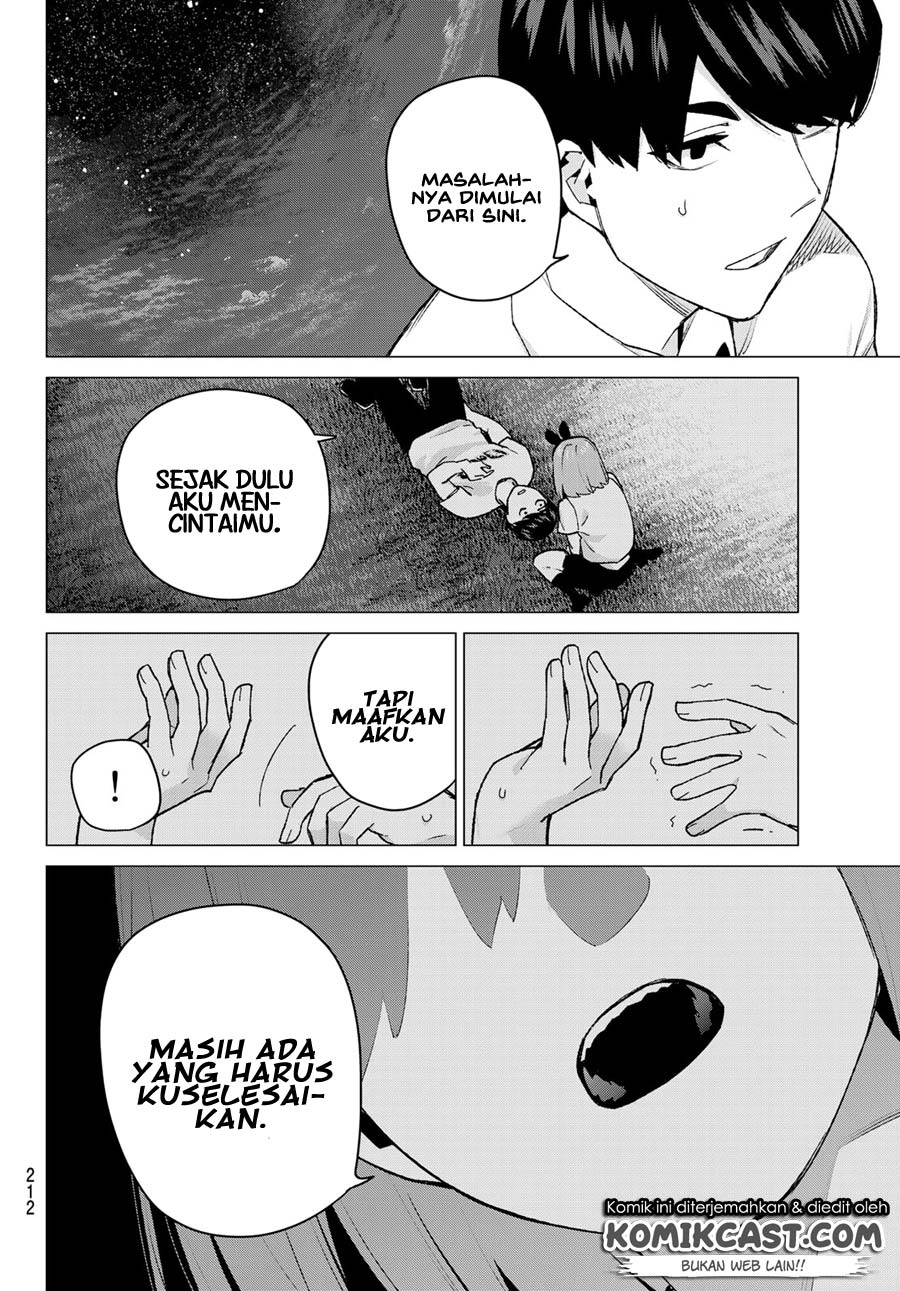 MASALAH-
NYA DIMULAI
DARI SINI.
SEJAK DULU
AKU MEN-
CINTAIMU.
TAPI
MAAFKAN
AKU.
!
MASIH ADA
YANG HARUS
KUSELESAI-
KAN.
212
Komik ini diterjemahkan & diedit oleh
KOMIKCAST.COM
BUKAN WEB LAIN!!